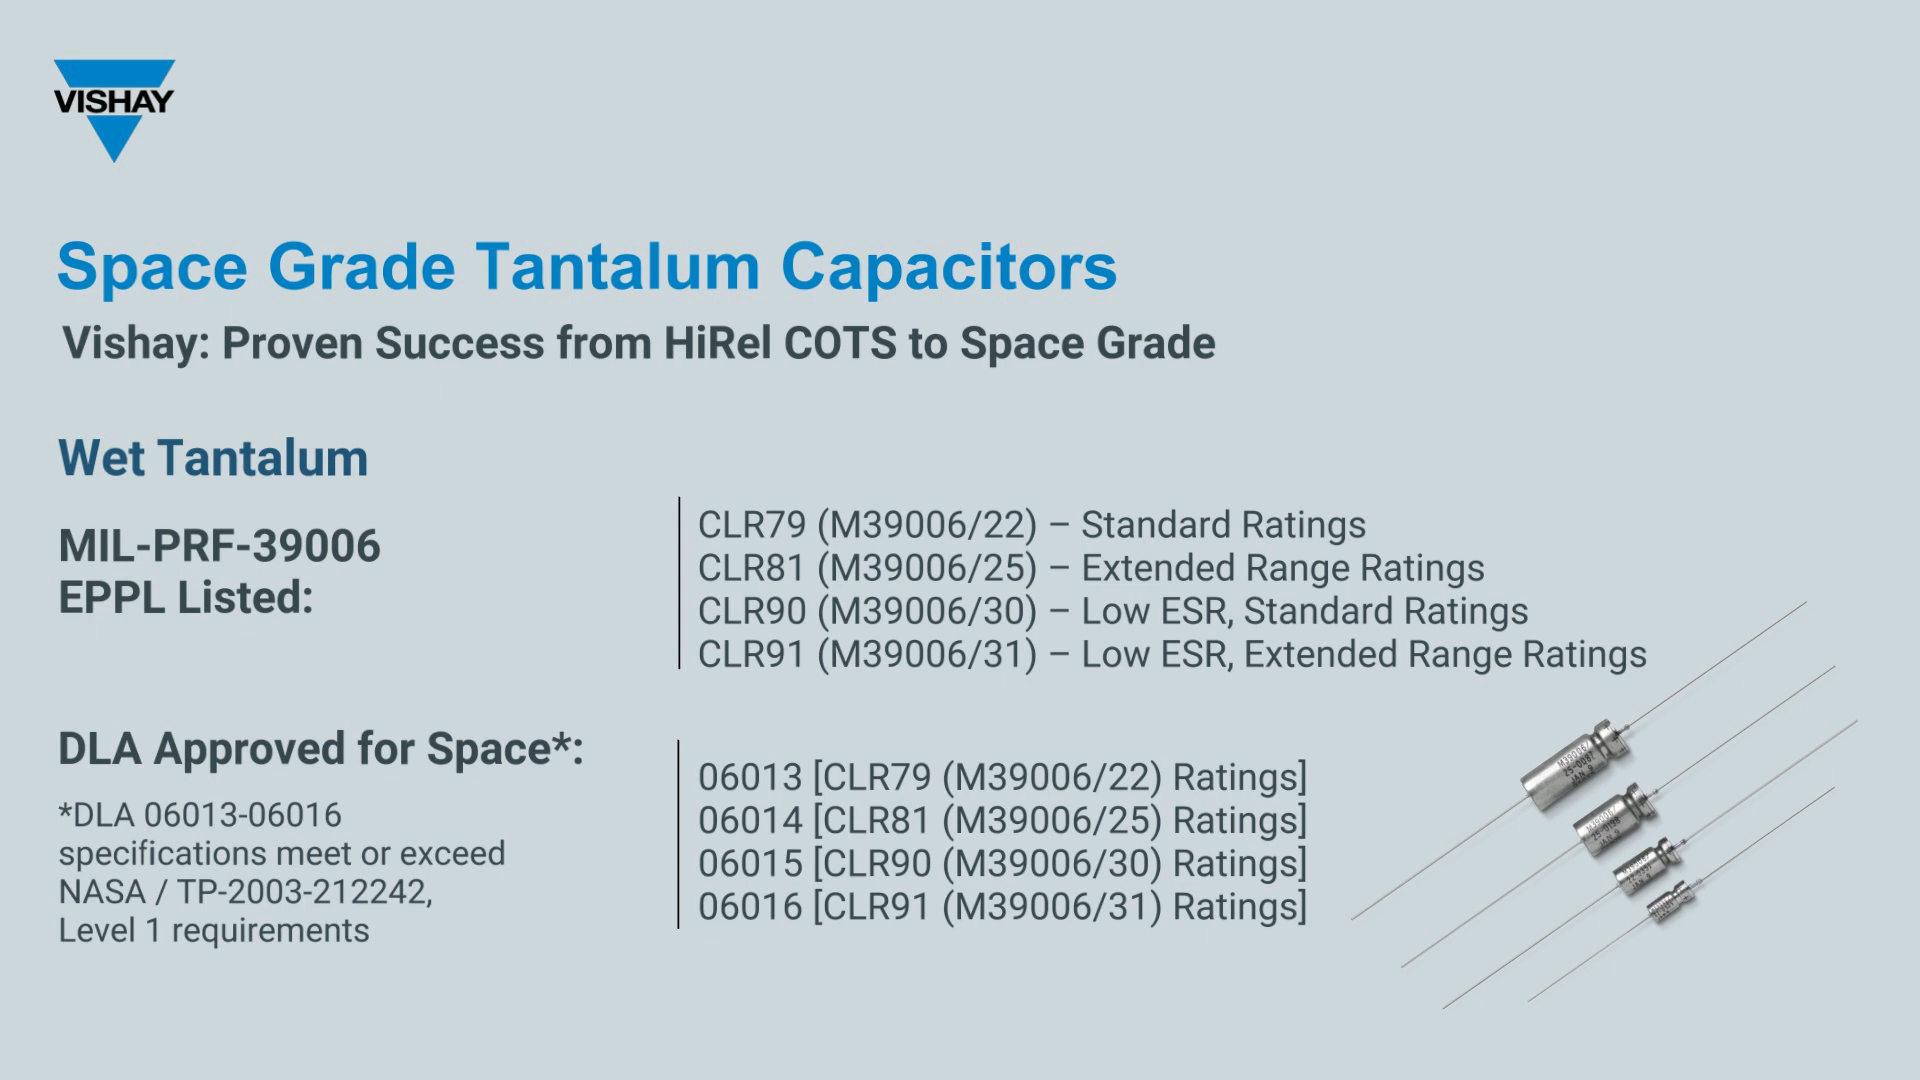 VISHAY
Space Grade Tantalum Capacitors
Vishay: Proven Success from HiRel COTS to Space Grade
Wet Tantalum
MIL-PRF-39006
EPPL Listed:
CLR79 (M39006/22) – Standard Ratings
CLR81 (M39006/25) – Extended Range Ratings
CLR90 (M39006/30) – Low ESR, Standard Ratings
CLR91 (M39006/31) – Low ESR, Extended Range Ratings
DLA Approved for Space*:
*DLA 06013-06016
specifications meet or exceed
NASA / TP-2003-212242,
Level 1 requirements
06013 [CLR79 (M39006/22) Ratings]
06014 [CLR81 (M39006/25) Ratings]
06015 [CLR90 (M39006/30) Ratings]
06016 [CLR91 (M39006/31) Ratings]
M39006/
25-0087